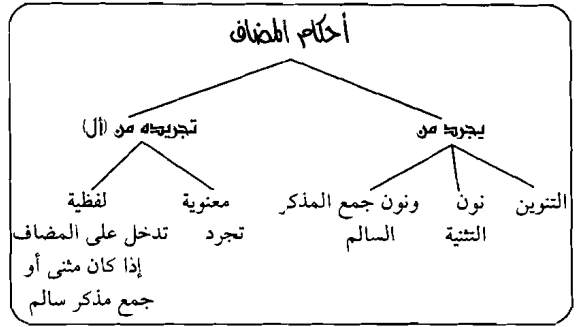 أحكام المضاف
يجرد من
تجريده من (أل)
التنوين
نون
التثنية
ونون جمع المذكر
السالم
معنوية
تجرد
لفظية
تدخل على المضاف
إذا كان مثنى أو
جمع مذكر سالم